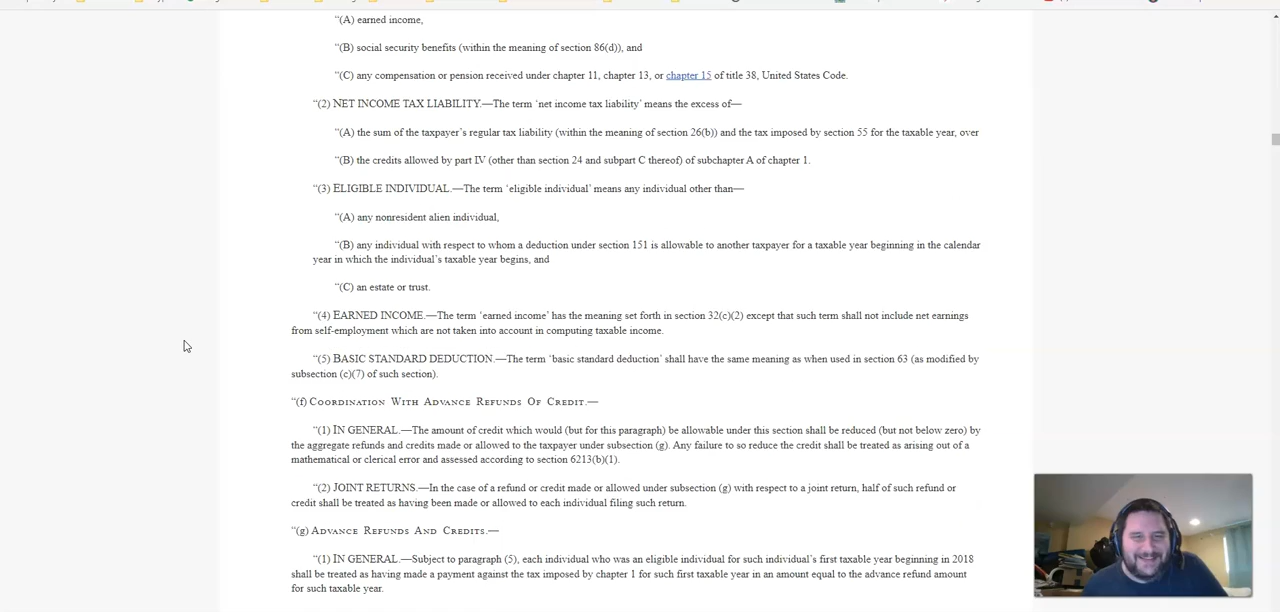 “(A) earned income,
“(B) social security benefits (within the meaning of section 86(d)), and
“(C) any compensation or pension received under chapter 11, chapter 13, or chapter 15 of title 38, United States Code.
“(2) NET INCOME TAX LIABILITY.—The term ‘net income tax liability’ means the excess of—
“(A) the sum of the taxpayer’s regular tax liability (within the meaning of section 26(b)) and the tax imposed by section 55 for the taxable year, over
“(B) the credits allowed by part IV (other than section 24 and subpart C thereof) of subchapter A of chapter 1.
“(3) ELIGIBLE INDIVIDUAL.—The term ‘eligible individual’ means any individual other than—
“(A) any nonresident alien individual,
“(B) any individual with respect to whom a deduction under section 151 is allowable to another taxpayer for a taxable year beginning in the calendar
year in which the individual’s taxable year begins, and
“(C) an estate or trust.
“(4) EARNED INCOME.—The term ‘earned income’ has the meaning set forth in section 32(c)(2) except that such term shall not include net earnings
from self-employment which are not taken into account in computing taxable income.
“(5) BASIC STANDARD DEDUCTION.—The term ‘basic standard deduction’ shall have the same meaning as when used in section 63 (as modified by
subsection (c)(7) of such section).
“(f) Coordination With Advance Refunds Of Credit.—
“(1) IN GENERAL.—The amount of credit which would (but for this paragraph) be allowable under this section shall be reduced (but not below zero) by
the aggregate refunds and credits made or allowed to the taxpayer under subsection (g). Any failure to so reduce the credit shall be treated as arising out of a
mathematical or clerical error and assessed according to section 6213(b)(1).
“(2) JOINT RETURNS.—In the case of a refund or credit made or allowed under subsection (g) with respect to a joint return, half of such refund or
credit shall be treated as having been made or allowed to each individual filing such return.
“(g) Advance Refunds And Credits.—
“(1) IN GENERAL.—Subject to paragraph (5), each individual who was an eligible individual for such individual’s first taxable year beginning in 2018
shall be treated as having made a payment against the tax imposed by chapter 1 for such first taxable year in an amount equal to the advance refund amount
for such taxable year.